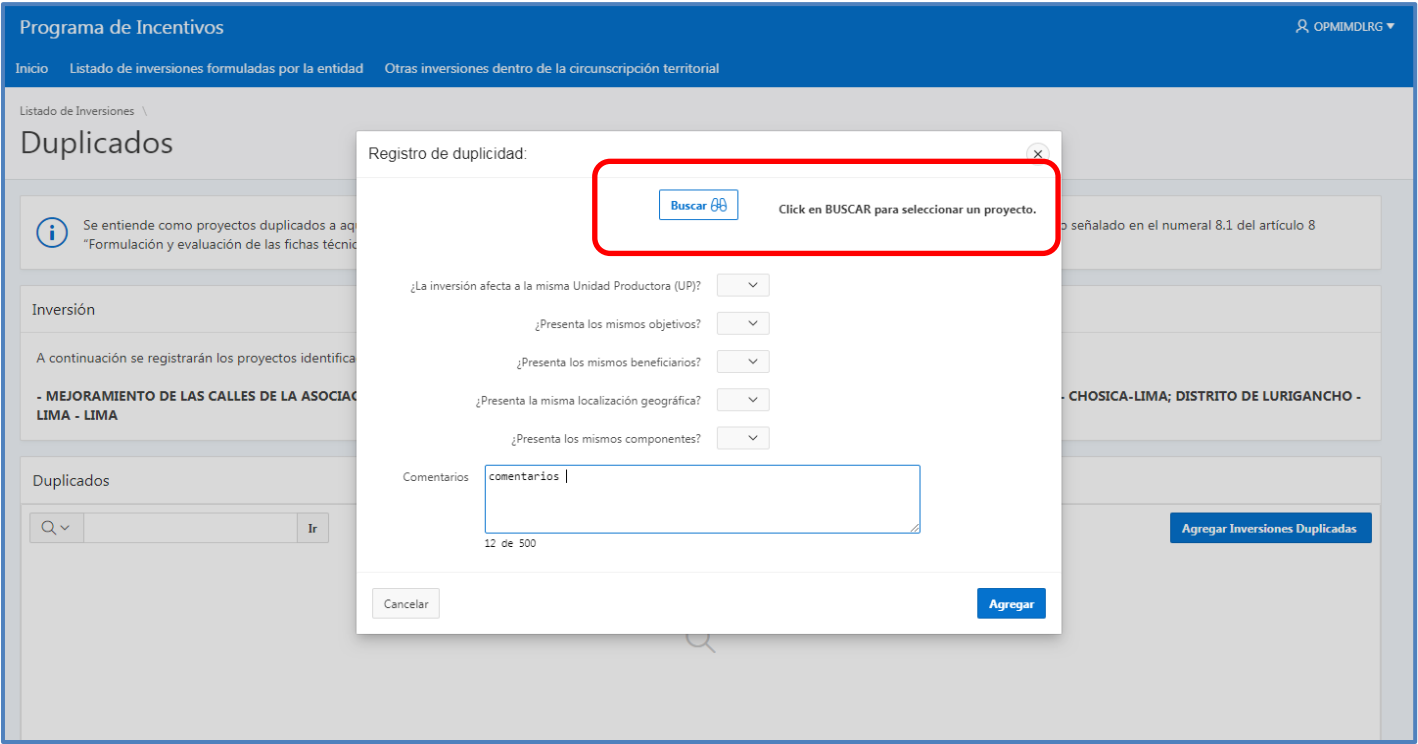 Programa de Incentivos
OPMIMDLRG
Inicio Listado de inversiones formuladas por la entidad Otras inversiones dentro de la circunscripción territorial
Listado de Inversiones \
Duplicados
Registro de duplicidad:
Buscar
Click en BUSCAR para seleccionar un proyecto.
Se entiende como proyectos duplicados a o señalado en el numeral 8.1 del artículo 8
“Formulación y evaluación de las fichas
¿La inversión afecta a la misma Unidad Productora (UP)?
Inversión
¿Presenta los mismos objetivos?
A continuación se registrarán los proyectos
¿Presenta los mismos beneficiarios?
- MEJORAMIENTO DE LAS CALLES DE LA - CHOSICA-LIMA; DISTRITO DE LURIGANCHO -
LIMA - LIMA
¿Presenta la misma localización geográfica?
¿Presenta los mismos componentes?
Duplicados
Comentarios
comentarios
Ir
Agregar Inversiones Duplicadas
12 de 500
Cancelar
Agregar